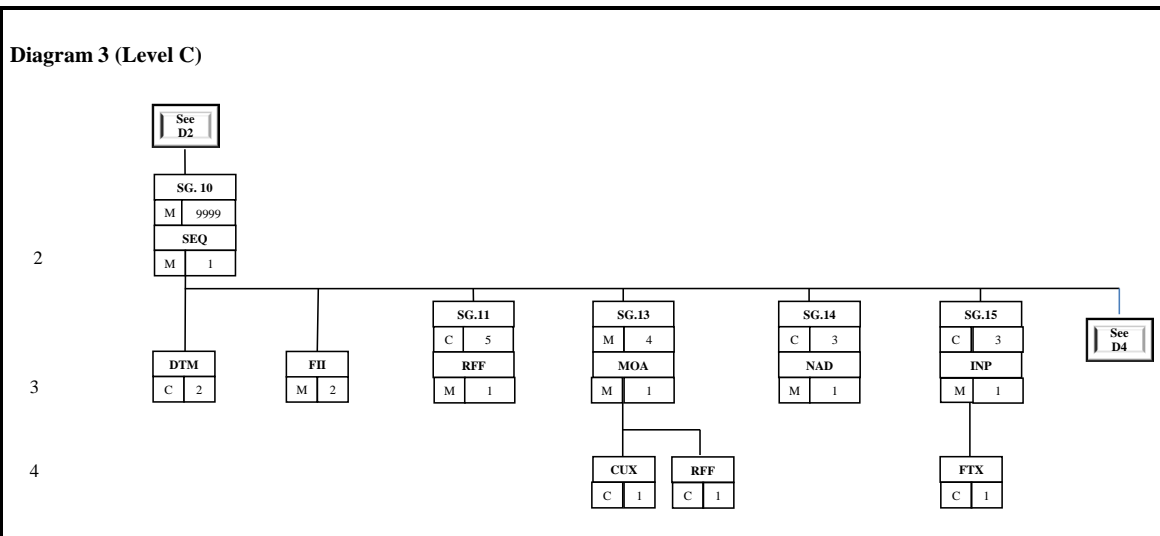 Diagram 3 (Level C)
See
D2
SG. 10
M 9999
SEQ
M 1
2
SG.11 SG.13 SG.14 SG.15
C 5 M 4 C 3 C 3
See
D4
DTM FII RFF MOA NAD INP
C 2 M 2 M 1 M 1 M 1 M 1
3
CUX RFF FTX
C 1 C 1 C 1
4